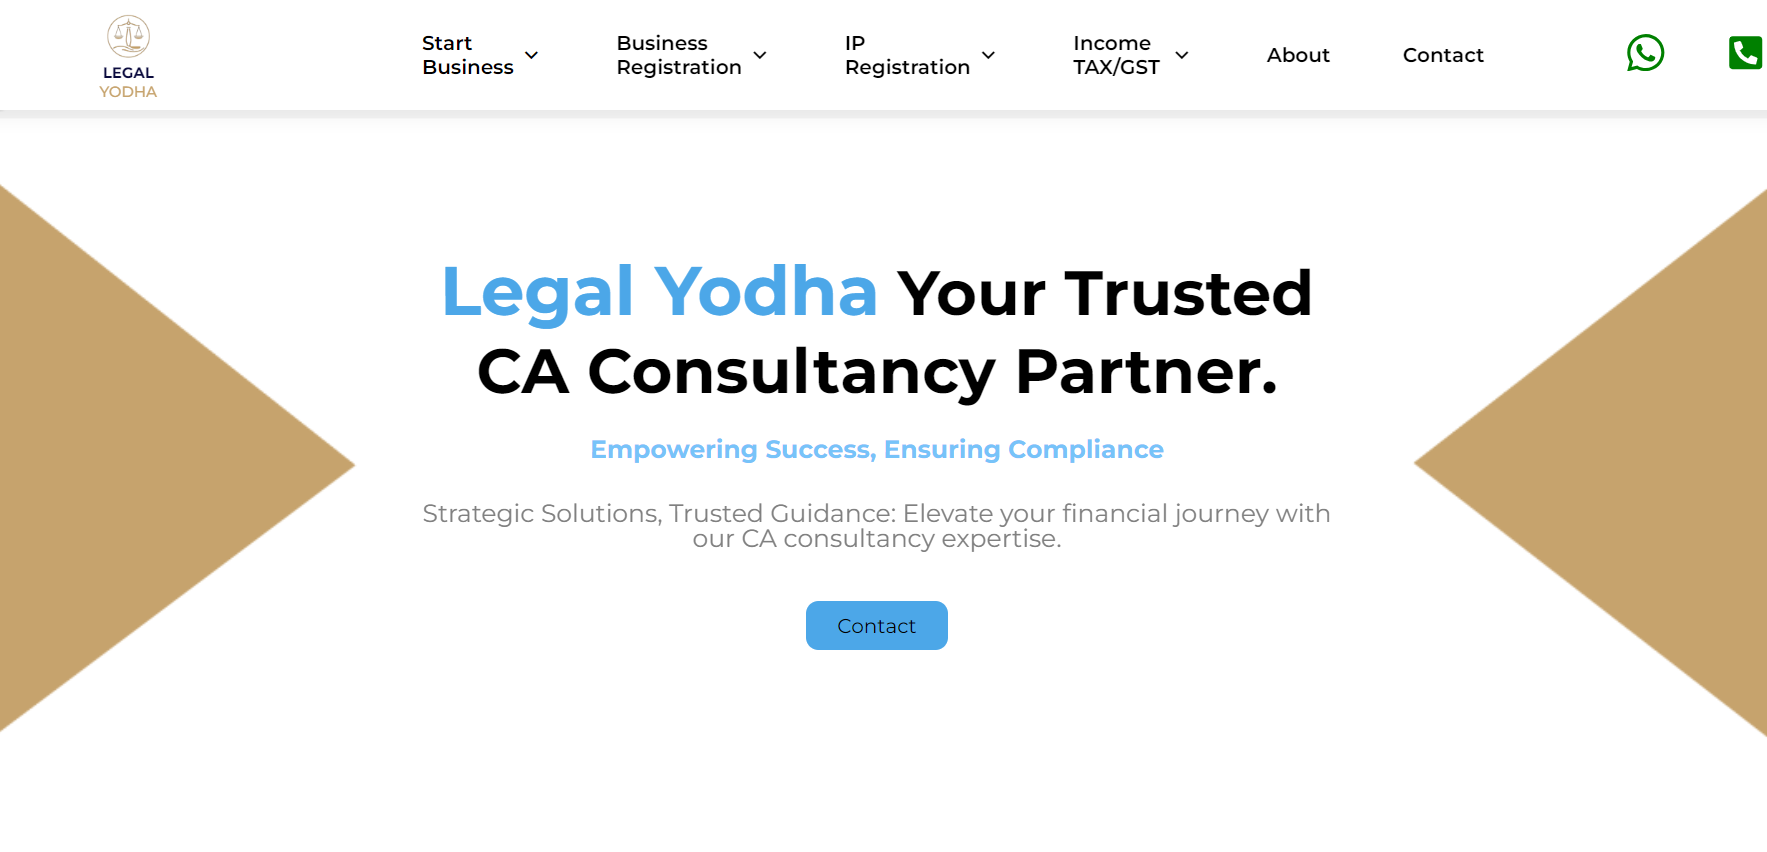 LEGAL
YODHA
Start
Business
Business
Registration
IP
Registration
Income
TAX/GST
About
Contact
Legal Yodha Your Trusted
CA Consultancy Partner.
Empowering Success, Ensuring Compliance
Strategic Solutions, Trusted Guidance: Elevate your financial journey with
our CA consultancy expertise.
Contact